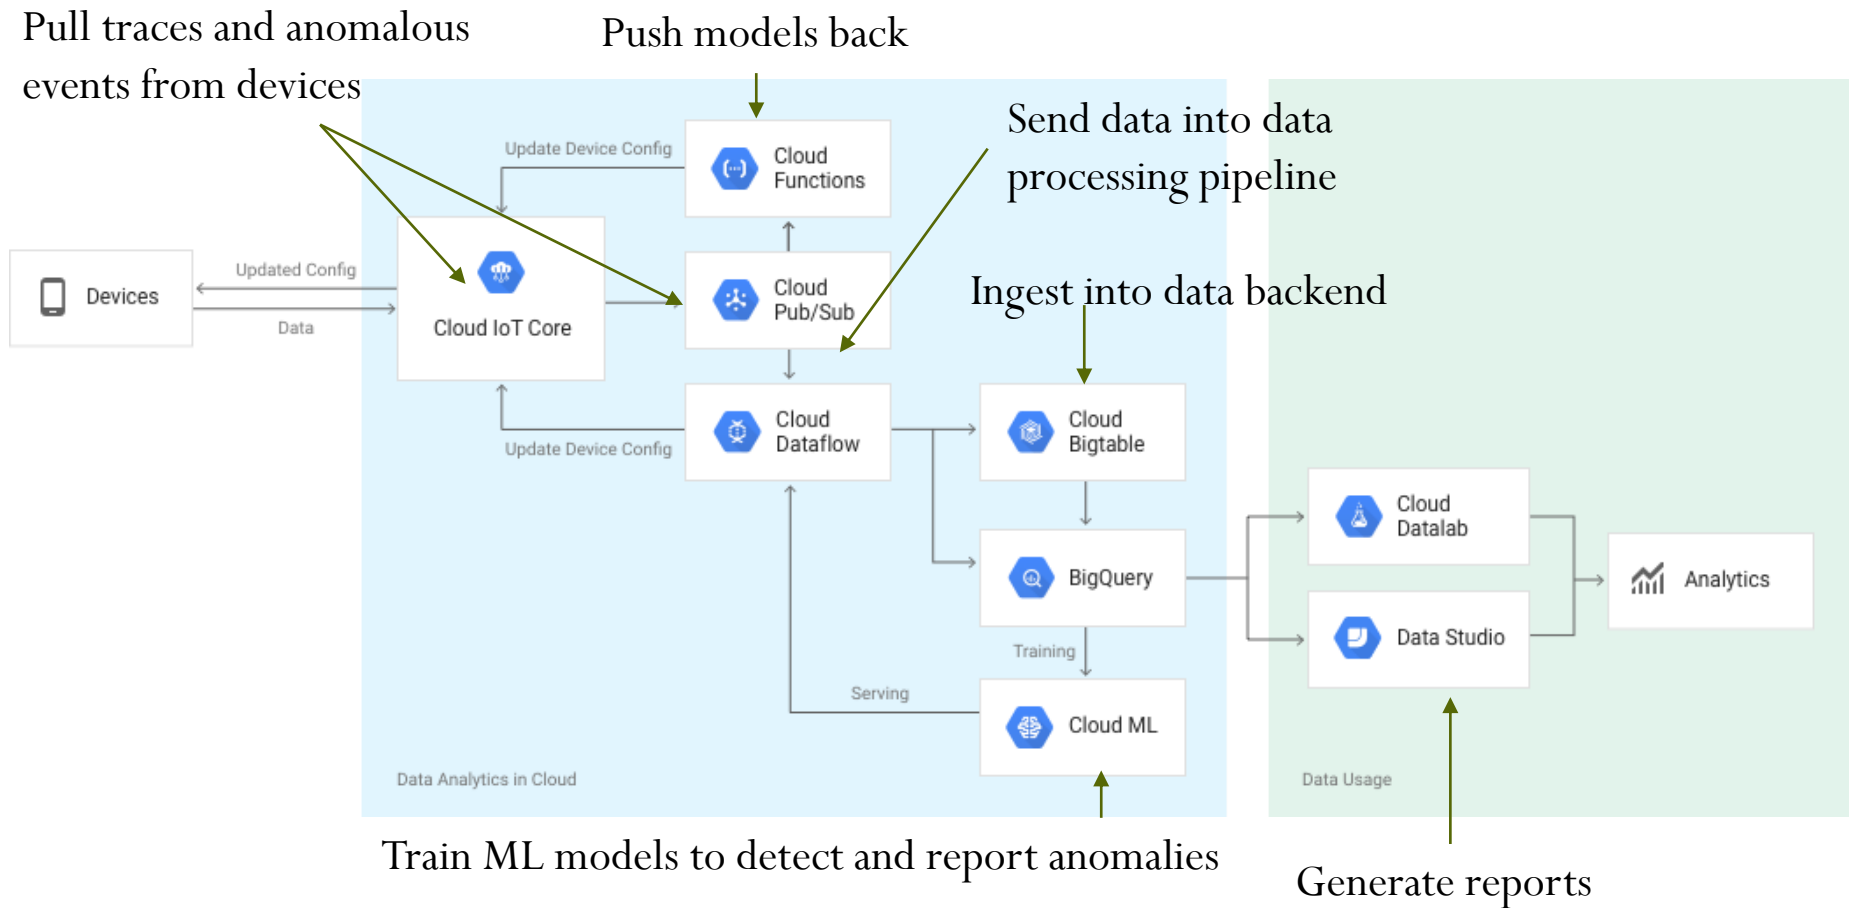 Pull traces and anomalous
events from devices
Push models back
Send data into data
processing pipeline
Update Device Config
Cloud
Functions
Devices
Updated Config
Data
Cloud IoT Core
Cloud
Pub/Sub
Ingest into data backend
Update Device Config
Cloud
Dataflow
Cloud
Bigtable
BigQuery
Training
Serving
Cloud ML
Data Analytics in Cloud
Cloud
Datalab
Data Studio
Analytics
Data Usage
Train ML models to detect and report anomalies
Generate reports